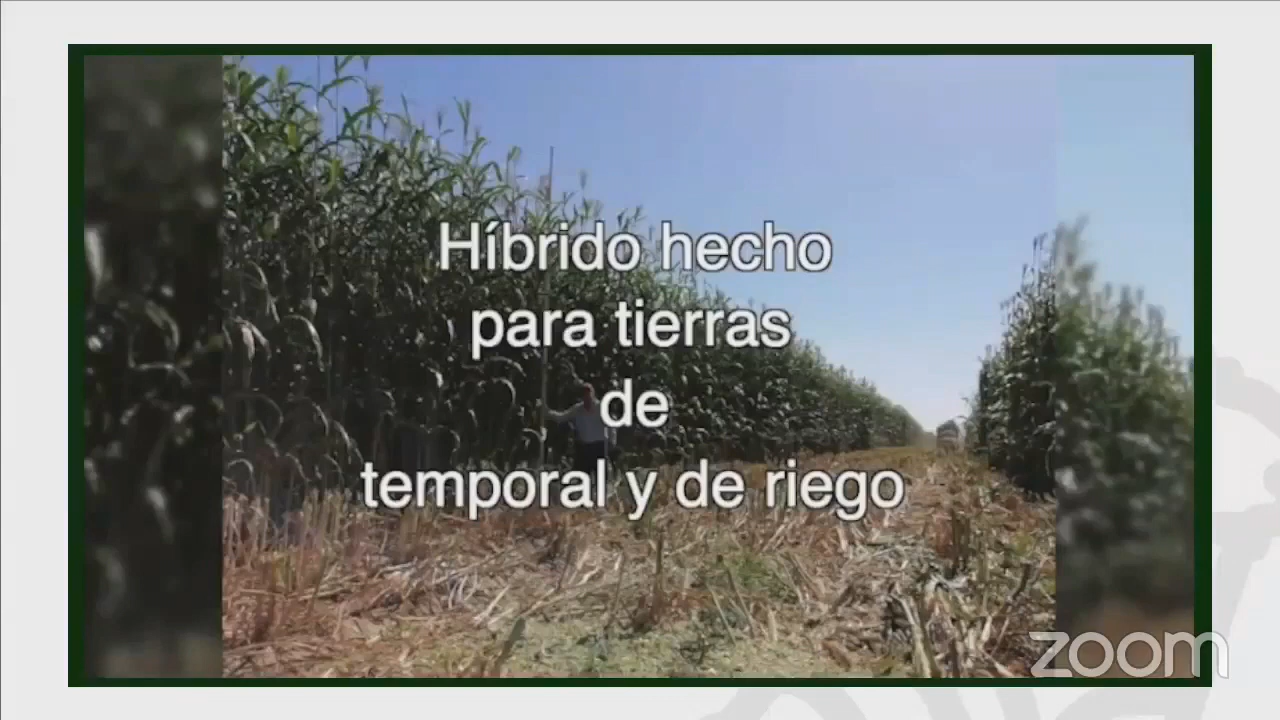 Híbrido hecho
para tierras
de
temporal y de riego
zoom